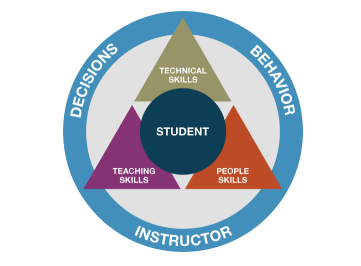 DECISIONS
BEHAVIOR
TECHNICAL
SKILLS
STUDENT
TEACHING
SKILLS
PEOPLE
SKILLS
INSTRUCTOR